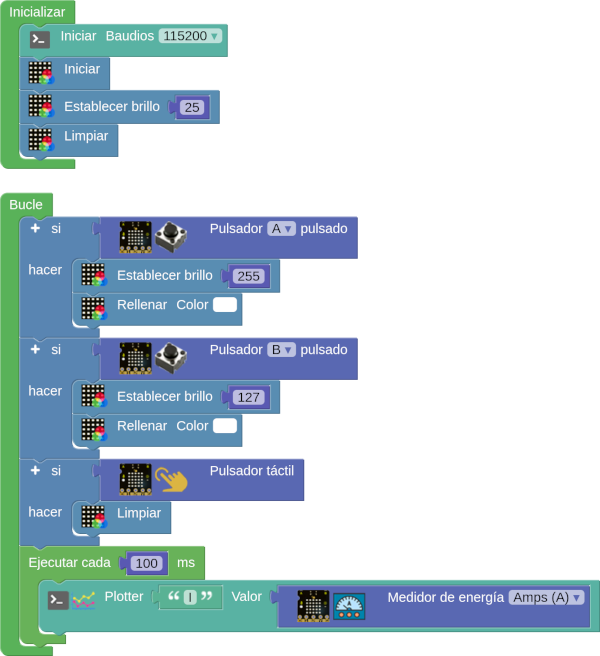 Inicializar
Iniciar Baudios 115200
Iniciar
Establecer brillo 25
Limpiar
Bucle
+ si Pulsador A pulsado
hacer Establecer brillo 255
Rellenar Color
+ si Pulsador B pulsado
hacer Establecer brillo 127
Rellenar Color
+ si Pulsador táctil
hacer Limpiar
Ejecutar cada 100 ms
Plotter “ I ” Valor Medidor de energía Amps (A)